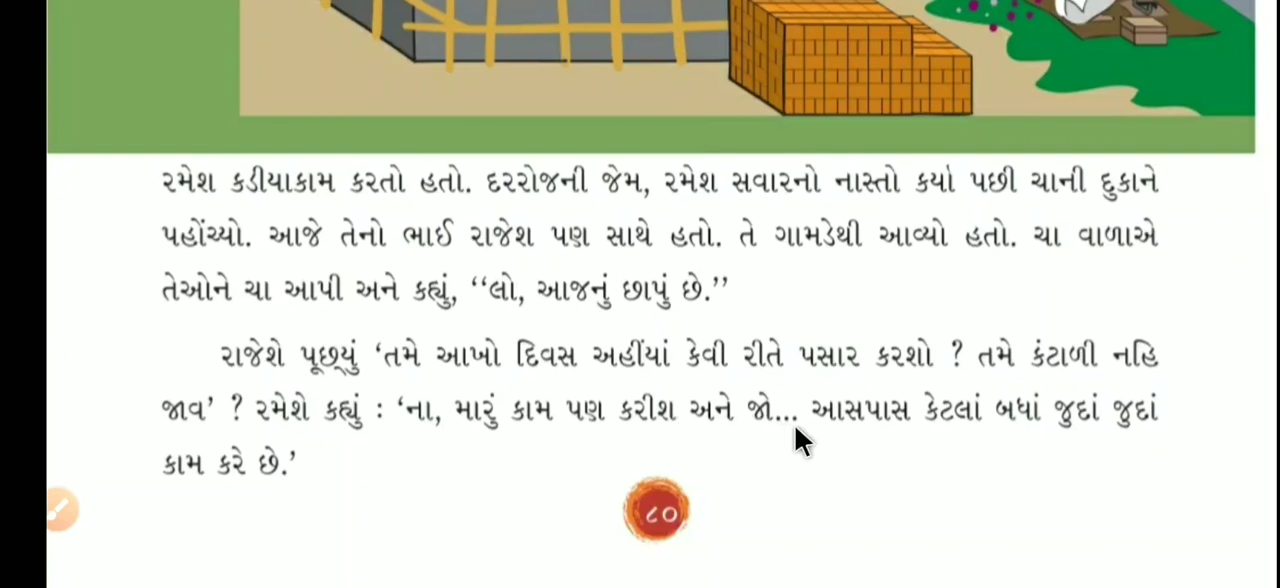 રમેશ કડીયાકામ કરતો હતો. દરરોજની જેમ, રમેશ સવારનો નાસ્તો કર્યા પછી ચાની દુકાને
પહોંચ્યો. આજે તેનો ભાઈ રાજેશ પણ સાથે હતો. તે ગામડેથી આવ્યો હતો. ચા વાળાએ
તેઓને ચા આપી અને કહ્યું, ‘‘લો, આજનું છાપું છે.’’
રાજેશે પૂછ્યું ‘તમે આખો દિવસ અહીંયાં કેવી રીતે પસાર કરશો ? તમે કંટાળી નહિ
જાવ’ ? રમેશે કહ્યું : ‘ના, મારું કામ પણ કરીશ અને જો... આસપાસ કેટલાં બધાં જુદાં જુદાં
કામ કરે છે.’
૮૦